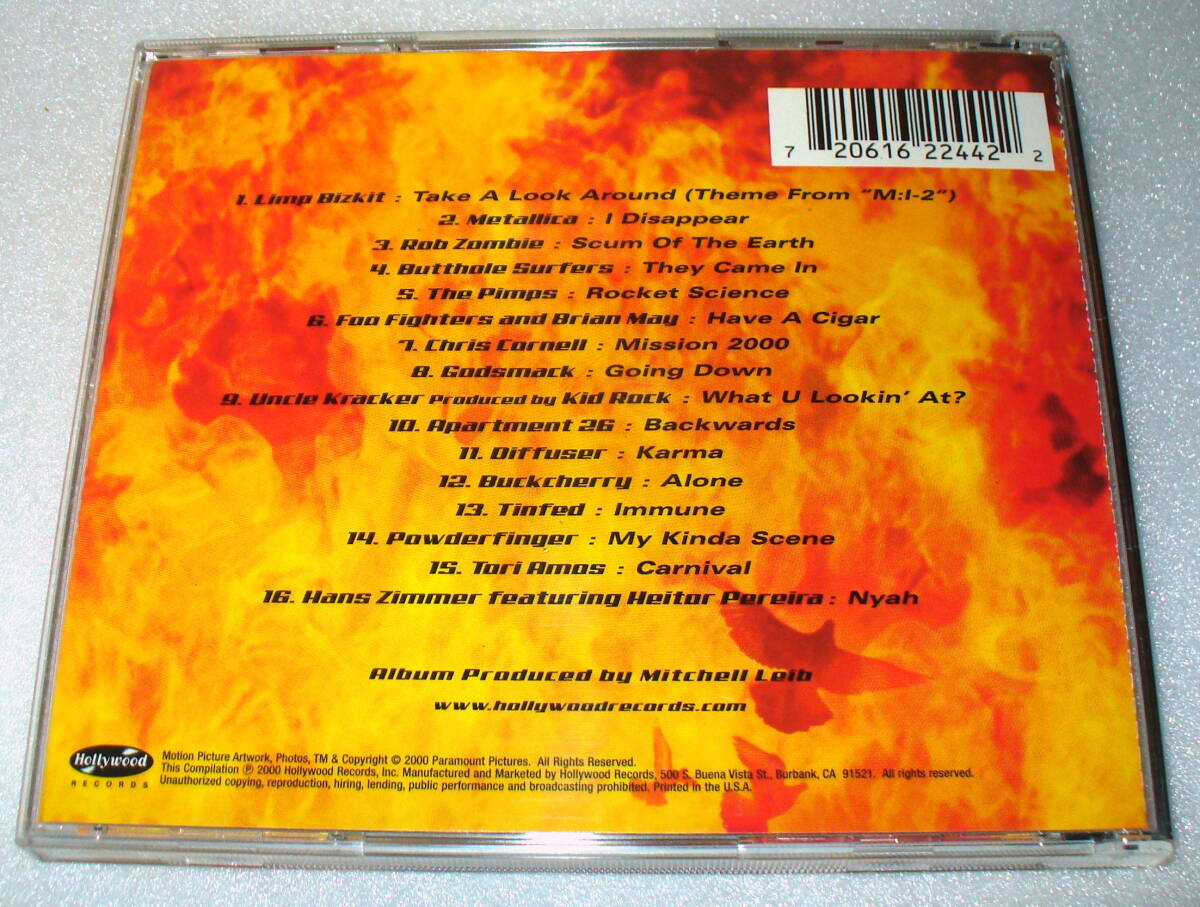 7 20616 22442 2
1. Limp Bizkit : Take A Look Around (Theme From "M:I-2")
2. Metallica : I Disappear
3. Rob Zombie : Scum Of The Earth
4. Butthole Surfers : They Came In
5. The Pimps : Rocket Science
6. Foo Fighters and Brian May : Have A Cigar
7. Chris Cornell : Mission 2000
8. Godsmack : Going Down
9. Uncle Kracker Produced by Kid Rock : What U Lookin' At?
10. Apartment 26 : Backwards
11. Diffuser : Karma
12. Buckcherry : Alone
13. Tinfed : Immune
14. Powderfinger : My Kinda Scene
15. Tori Amos : Carnival
16. Hans Zimmer featuring Heitor Pereira : Nyah
Album Produced by Mitchell Leib
www.hollywoodrecords.com
Hollywood
RECORDS
Motion Picture Artwork, Photos, TM & Copyright © 2000 Paramount Pictures. All Rights Reserved.
This Compilation ℗ 2000 Hollywood Records, Inc. Manufactured and Marketed by Hollywood Records, 500 S. Buena Vista St., Burbank, CA 91521. All rights reserved.
Unauthorized copying, reproduction, hiring, lending, public performance and broadcasting prohibited. Printed in the U.S.A.